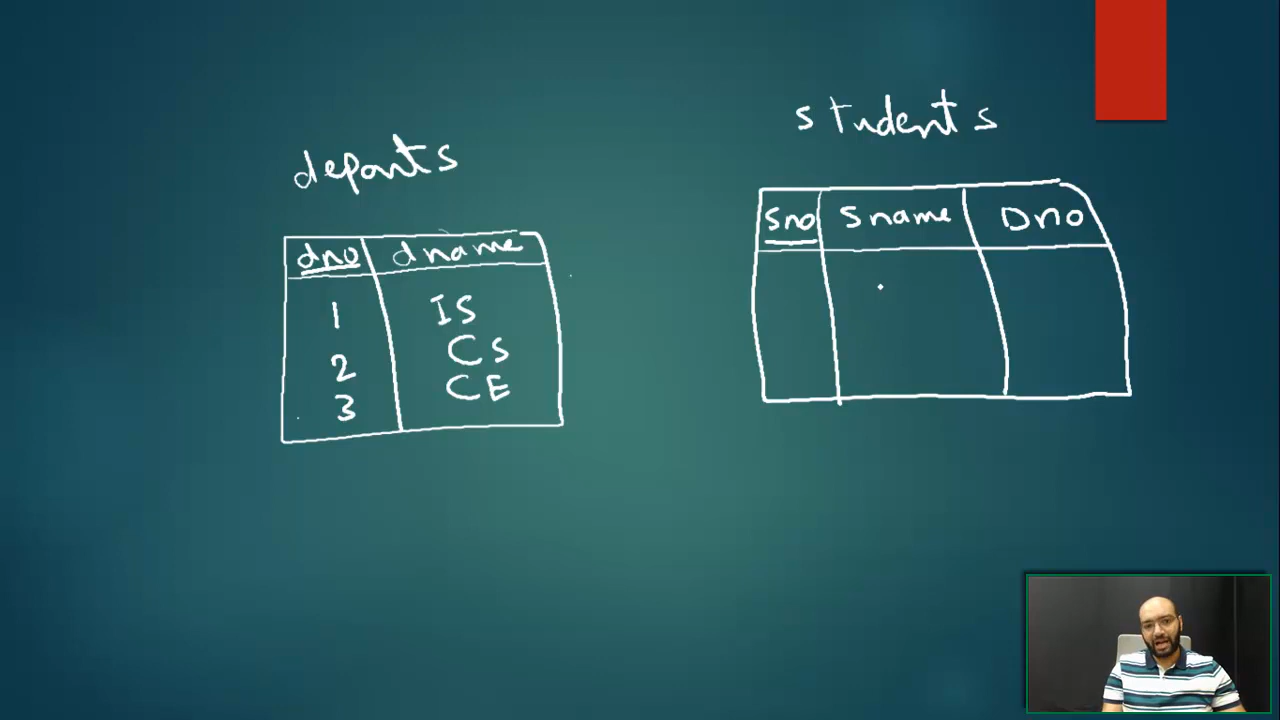 departs
dno dname
1 IS
2 CS
3 CE
students
Sno Sname Dno